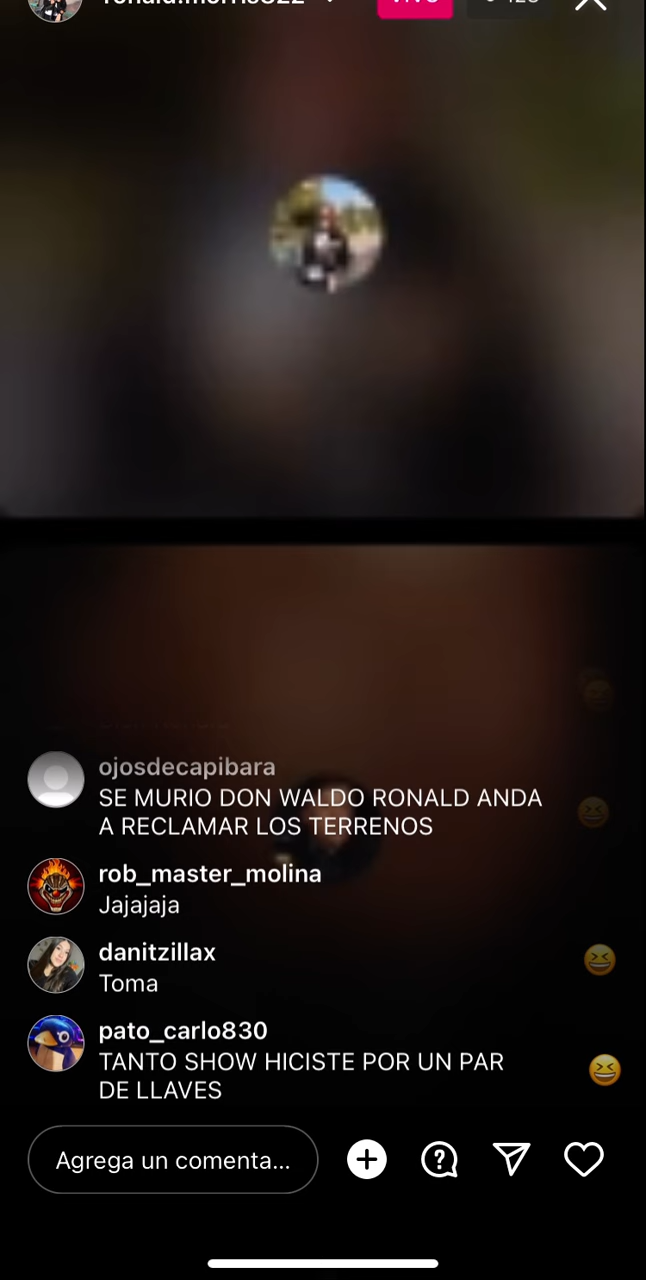 ojosdecapibara
SE MURIO DON WALDO RONALD ANDA
A RECLAMAR LOS TERRENOS
rob_master_molina
Jajajaja
danitzillax
Toma
pato_carlo830
TANTO SHOW HICISTE POR UN PAR
DE LLAVES
Agrega un comenta...